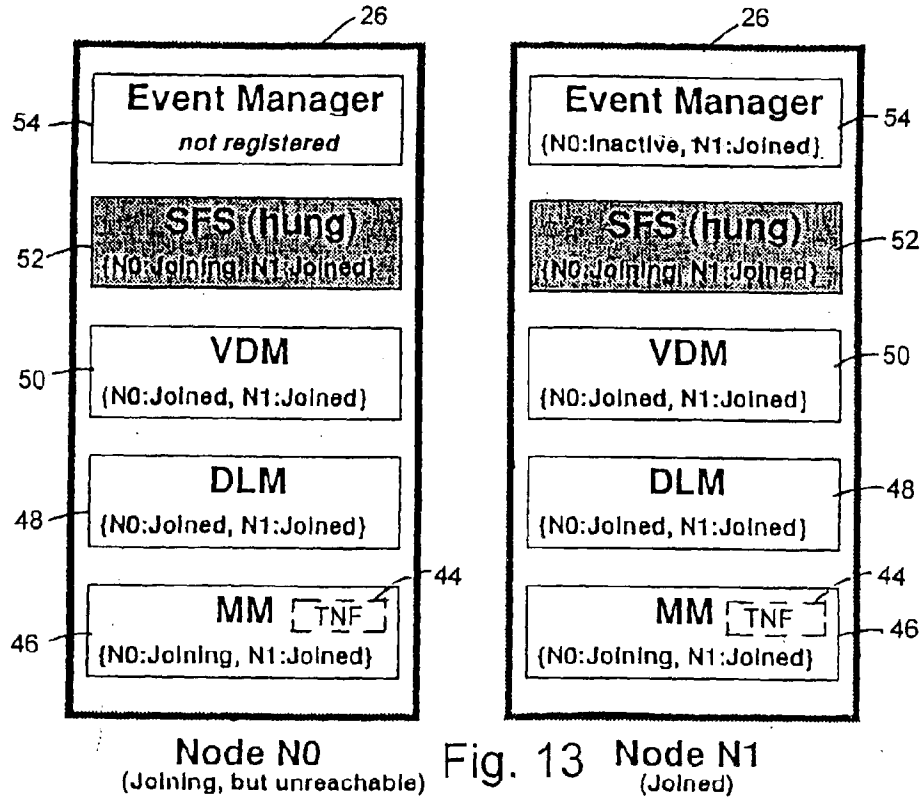 26
Event Manager
54
not registered
SFS (hung)
52
{N0:Joining, N1:Joined}
VDM
50
{N0:Joined, N1:Joined}
DLM
48
{N0:Joined, N1:Joined}
44
MM TNF
46
{N0:Joining, N1:Joined}
Node N0
(Joining, but unreachable)
26
Event Manager
54
{N0:Inactive, N1:Joined}
SFS (hung)
52
{N0:Joining, N1:Joined}
VDM
50
{N0:Joined, N1:Joined}
DLM
48
{N0:Joined, N1:Joined}
44
MM TNF
46
{N0:Joining, N1:Joined}
Node N1
(Joined)
Fig. 13